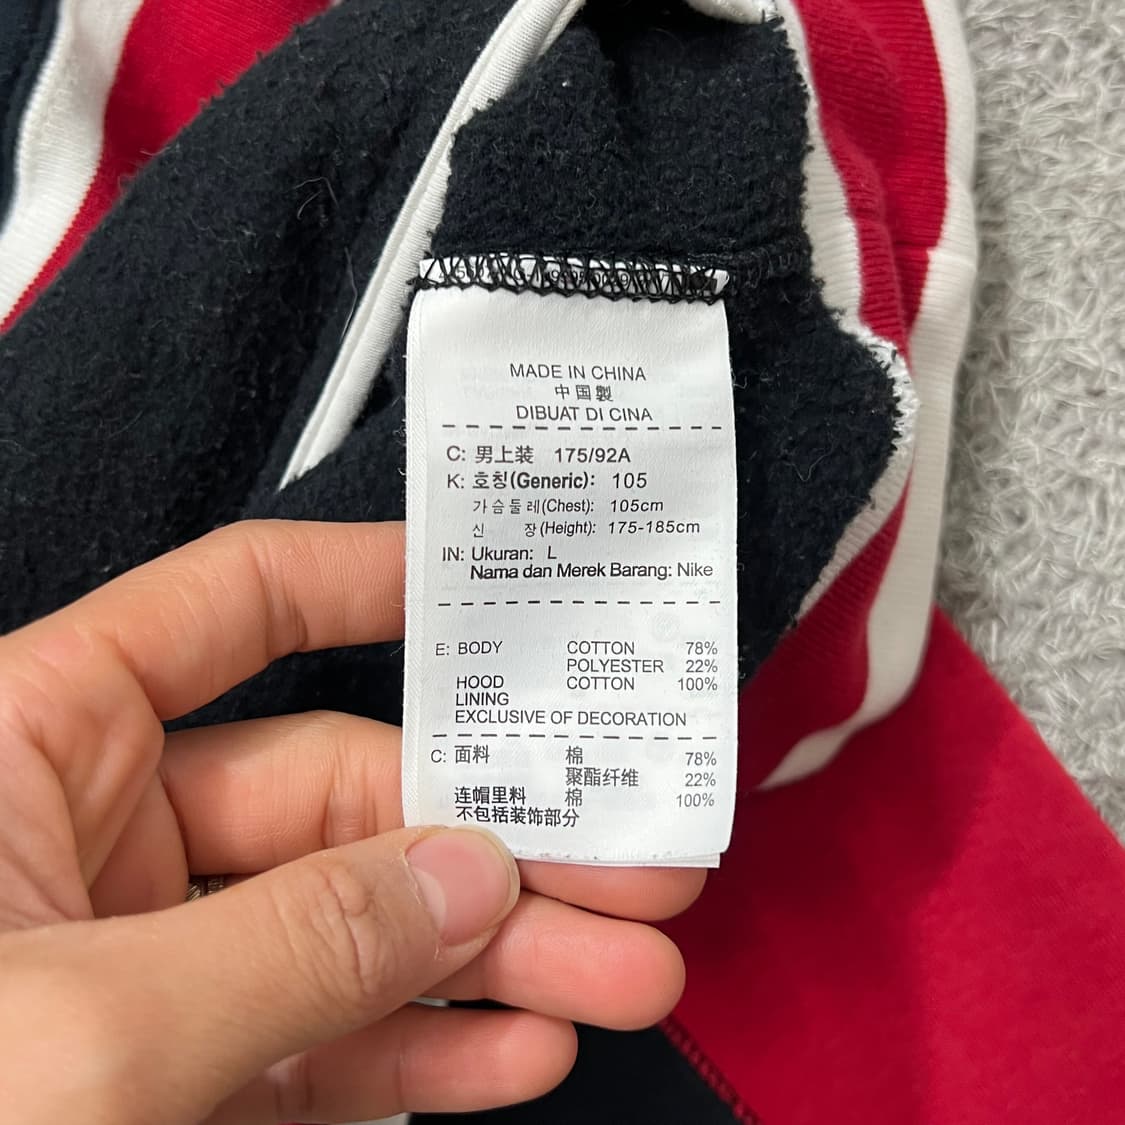 MADE IN CHINA
中国製
DIBUAT DI CINA
C: 男上装 175/92A
K: 호칭(Generic): 105
가슴둘레(Chest): 105cm
신 장(Height): 175-185cm
IN: Ukuran: L
Nama dan Merek Barang: Nike
E: BODY COTTON 78%
POLYESTER 22%
HOOD COTTON 100%
LINING
EXCLUSIVE OF DECORATION
C: 面料 棉 78%
聚酯纤维 22%
连帽里料 棉 100%
不包括装饰部分